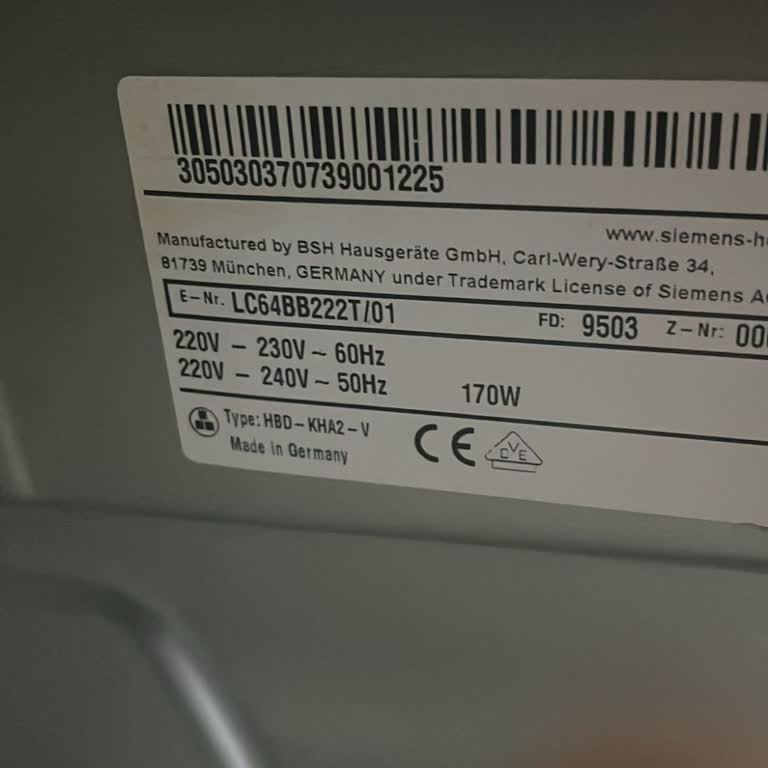 305030370739001225
www.siemens-h
Manufactured by BSH Hausgeräte GmbH, Carl-Wery-Straße 34,
81739 München, GERMANY under Trademark License of Siemens A
E-Nr. LC64BB222T/01 FD: 9503 Z-Nr: 00
220V - 230V ~ 60Hz
220V - 240V ~ 50Hz 170W
Type: HBD-KHA2-V
Made in Germany
CE DVE